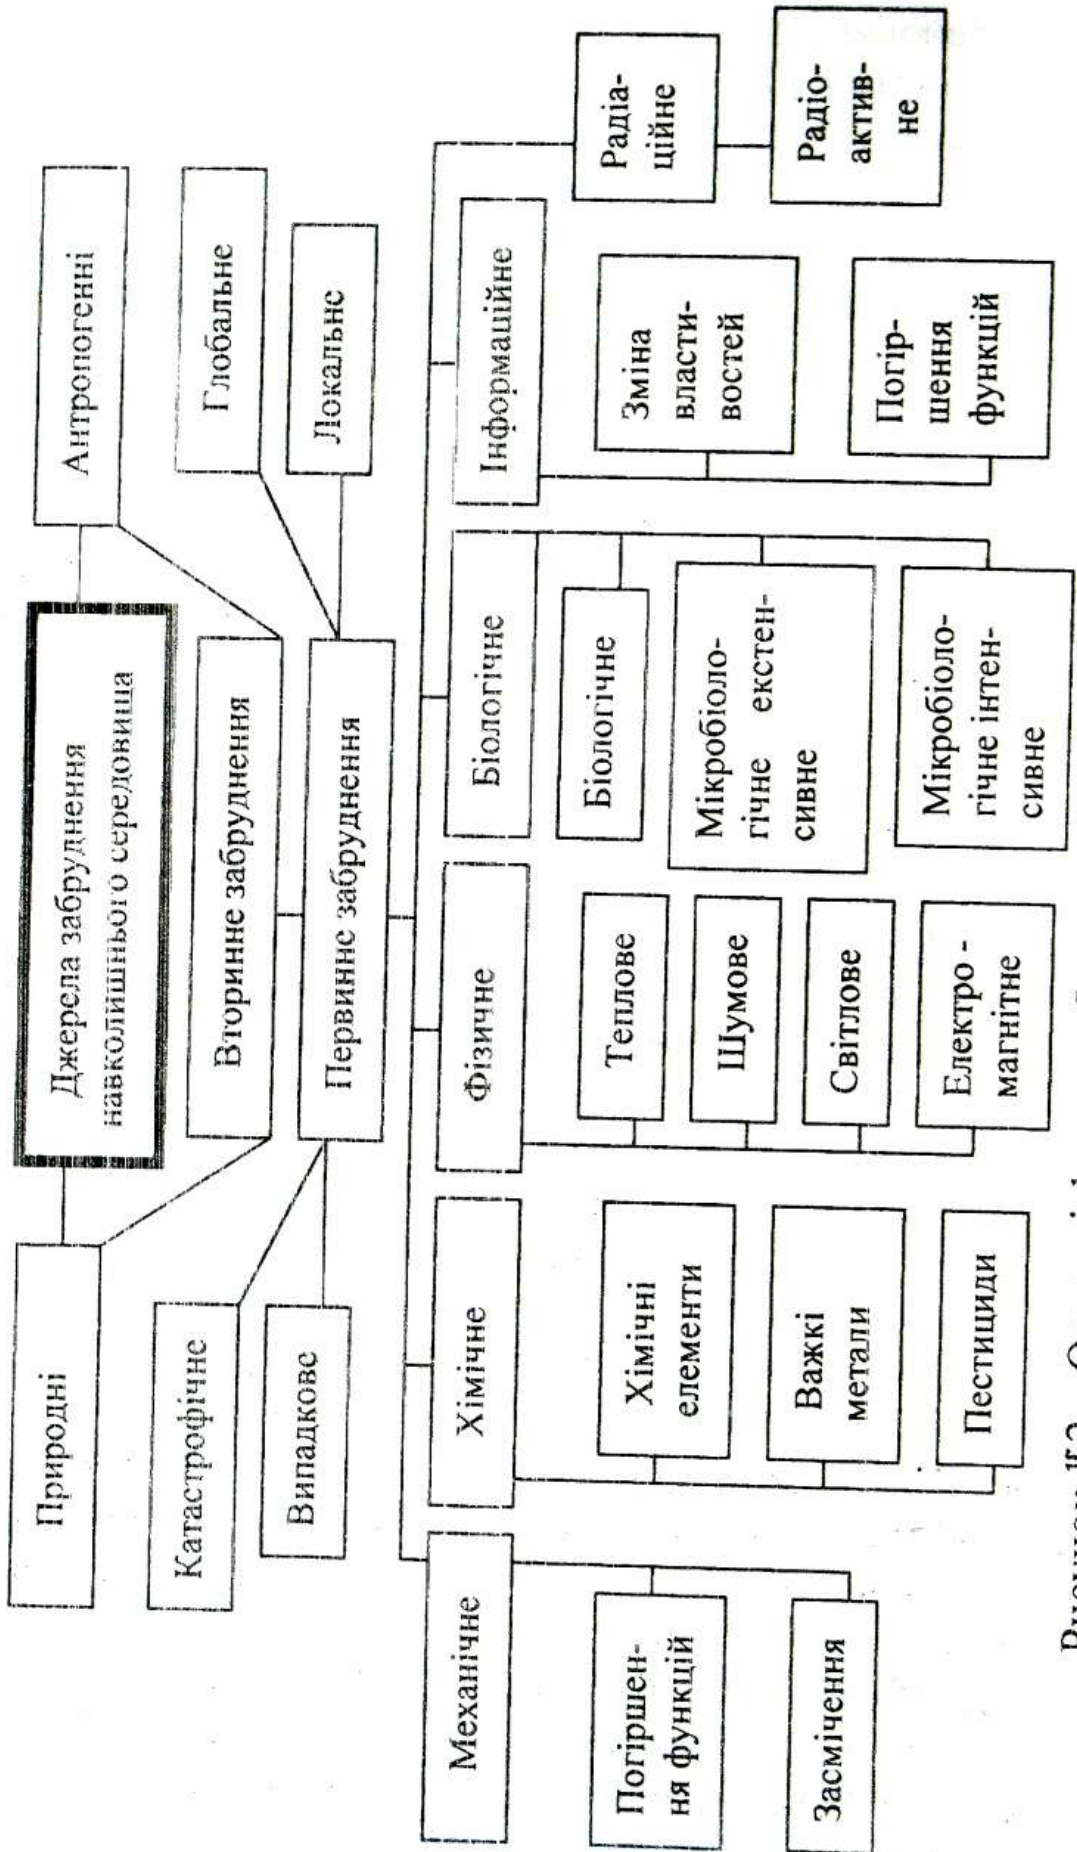 Джерела забруднення
навколишнього середовища
Природні
Антропогенні
Вторинне забруднення
Первинне забруднення
Катастрофічне
Випадкове
Глобальне
Локальне
Механічне
Погіршен-
ня функцій
Засмічення
Хімічне
Хімічні
елементи
Важкі
метали
Пестициди
Фізичне
Теплове
Шумове
Світлове
Електро -
магнітне
Біологічне
Біологічне
Мікробіоло-
гічне екстен-
сивне
Мікробіоло-
гічне інтен-
сивне
Інформаційне
Зміна
власти-
востей
Погір-
шення
функцій
Радіа-
ційне
Радіо-
актив-
не